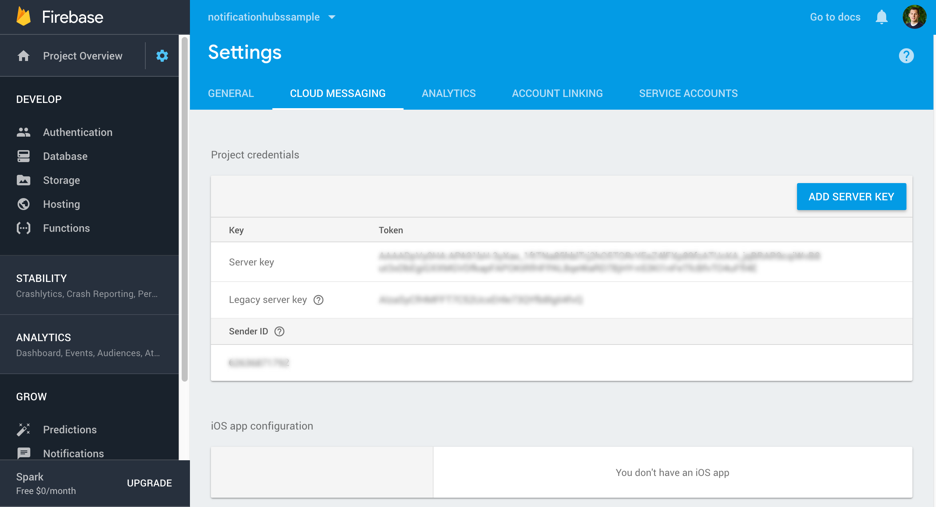 Firebase
Project Overview
DEVELOP
Authentication
Database
Storage
Hosting
Functions
STABILITY
Crashlytics, Crash Reporting, Per...
ANALYTICS
Dashboard, Events, Audiences, At...
GROW
Predictions
Notifications
Spark
Free $0/month
UPGRADE
notificationhubssample
Go to docs
Settings
GENERAL CLOUD MESSAGING ANALYTICS ACCOUNT LINKING SERVICE ACCOUNTS
Project credentials
ADD SERVER KEY
Key Token
Server key
Legacy server key
Sender ID
iOS app configuration
You don't have an iOS app